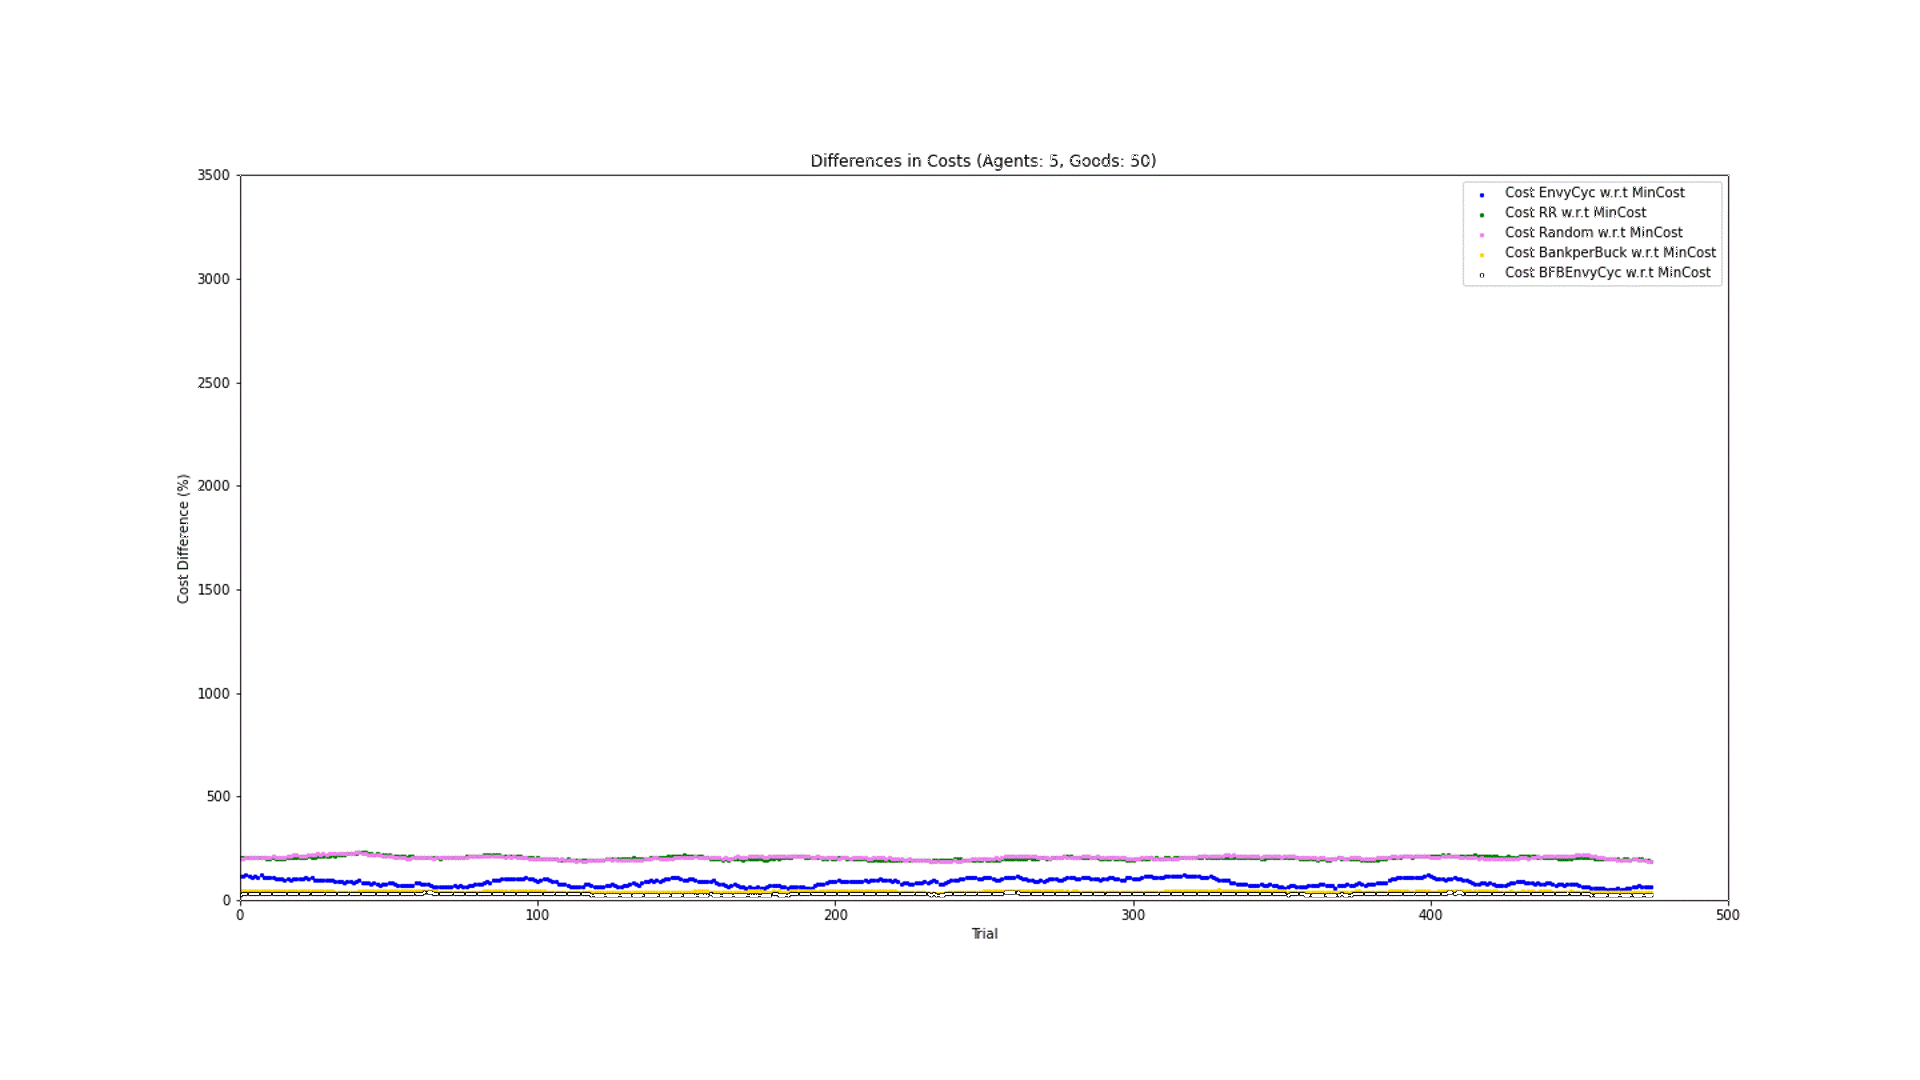 Differences in Costs (Agents: 5, Goods: 50)
3500
3000
2500
2000
1500
1000
500
0
Cost Difference (%)
Cost EnvyCyc w.r.t MinCost
Cost RR w.r.t MinCost
Cost Random w.r.t MinCost
Cost BankperBuck w.r.t MinCost
Cost BFBEnvyCyc w.r.t MinCost
0 100 200 300 400 500
Trial